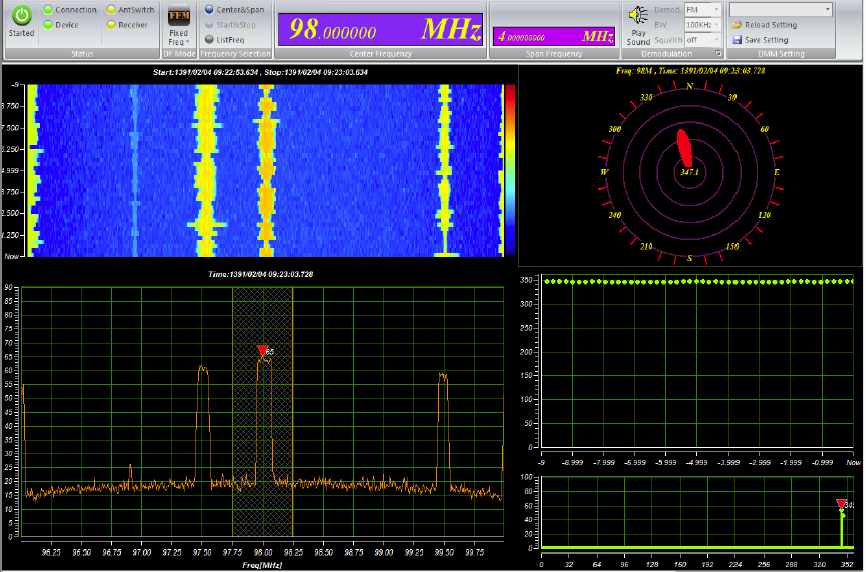 Started
Connection
Device
AntSwitch
Receiver
Status
FFM
Fixed
Freq
DF Mode
Center&Span
Start&Stop
ListFreq
Frequency Selection
98.000000 MHz
Center Frequency
4.000000000 MHz
Span Frequency
Play
Sound
Demod FM
BW 100KHz
Squelch off
Demodulation
Reload Setting
Save Setting
DMM Setting
Start:1391/02/04 09:22:53.634 , Stop:1391/02/04 09:23:03.634
-9
3.750
7.500
1.250
Now
Freq: 98M , Time: 1391/02/04 09:23:03.728
N
330
30
300
60
W
347.1
E
240
120
210
150
S
Time:1391/02/04 09:23:03.728
90
85
80
75
70
65
60
55
50
45
40
35
30
25
20
15
10
5
0
65
96.25 96.50 96.75 97.00 97.25 97.50 97.75 98.00 98.25 98.50 98.75 99.00 99.25 99.50 99.75
Freq[MHz]
350
300
250
200
150
100
50
0
-9 -8.999 -7.999 -6.999 -5.999 -4.999 -3.999 -2.999 -1.999 -0.999 Now
100
80
60
40
20
0
0 32 64 96 128 160 192 224 256 288 320 352